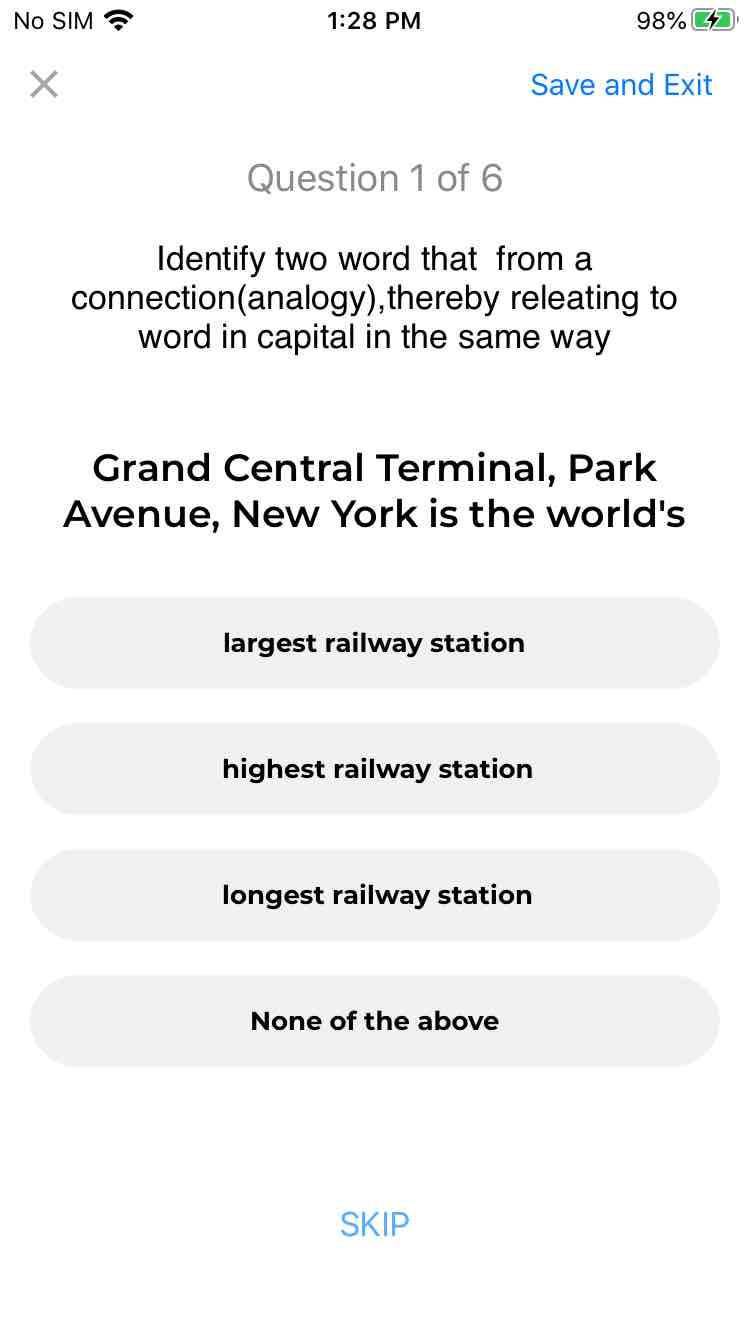 No SIM 1:28 PM 98%
Save and Exit
Question 1 of 6
Identify two word that  from a
connection(analogy),thereby releating to
word in capital in the same way
Grand Central Terminal, Park
Avenue, New York is the world's
largest railway station
highest railway station
longest railway station
None of the above
SKIP